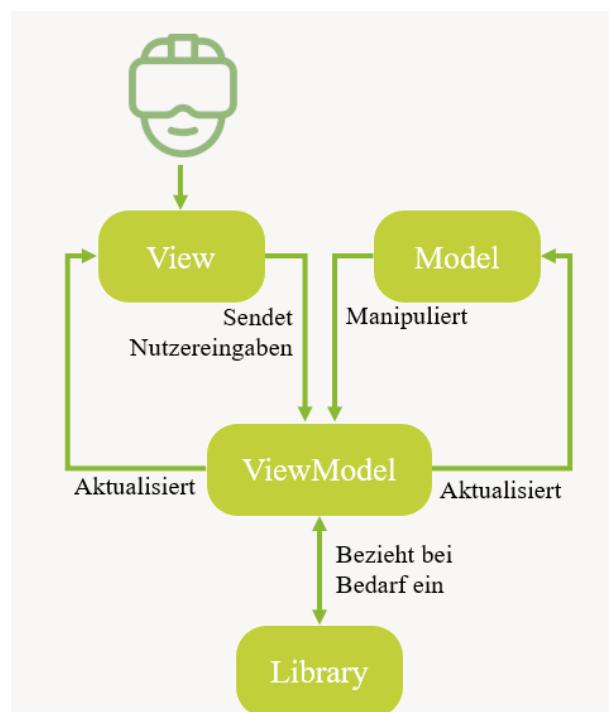 View
Model
Sendet
Nutzereingaben
Manipuliert
ViewModel
Aktualisiert
Aktualisiert
Bezieht bei
Bedarf ein
Library